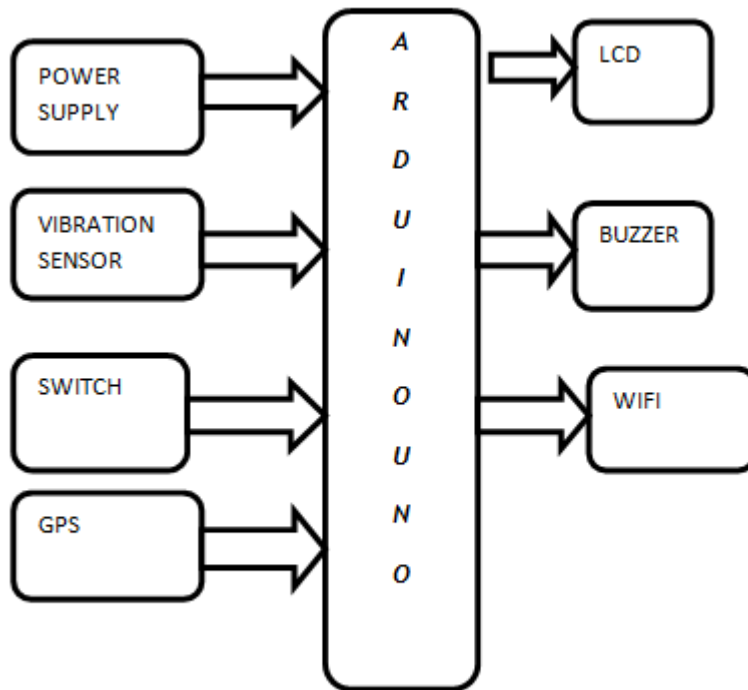 POWER
SUPPLY
VIBRATION
SENSOR
SWITCH
GPS
A
R
D
U
I
N
O
U
N
O
LCD
BUZZER
WIFI